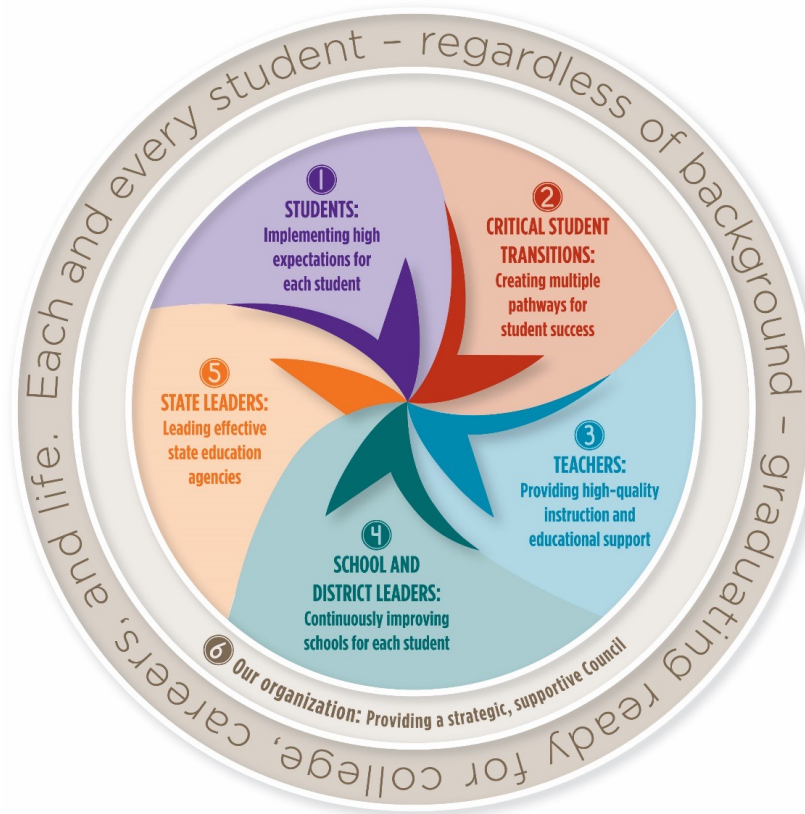 Each and every student – regardless of background – graduating ready for college, careers, and life.
1
STUDENTS:
Implementing high
expectations for
each student
2
CRITICAL STUDENT
TRANSITIONS:
Creating multiple
pathways for
student success
3
TEACHERS:
Providing high-quality
instruction and
educational support
4
SCHOOL AND
DISTRICT LEADERS:
Continuously improving
schools for each student
5
STATE LEADERS:
Leading effective
state education
agencies
6 Our organization: Providing a strategic, supportive Council